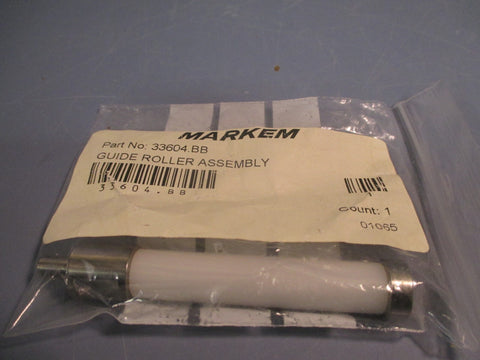 MARKEM
Part No: 33604.BB
GUIDE ROLLER ASSEMBLY
33604.BB
Count: 1
01065